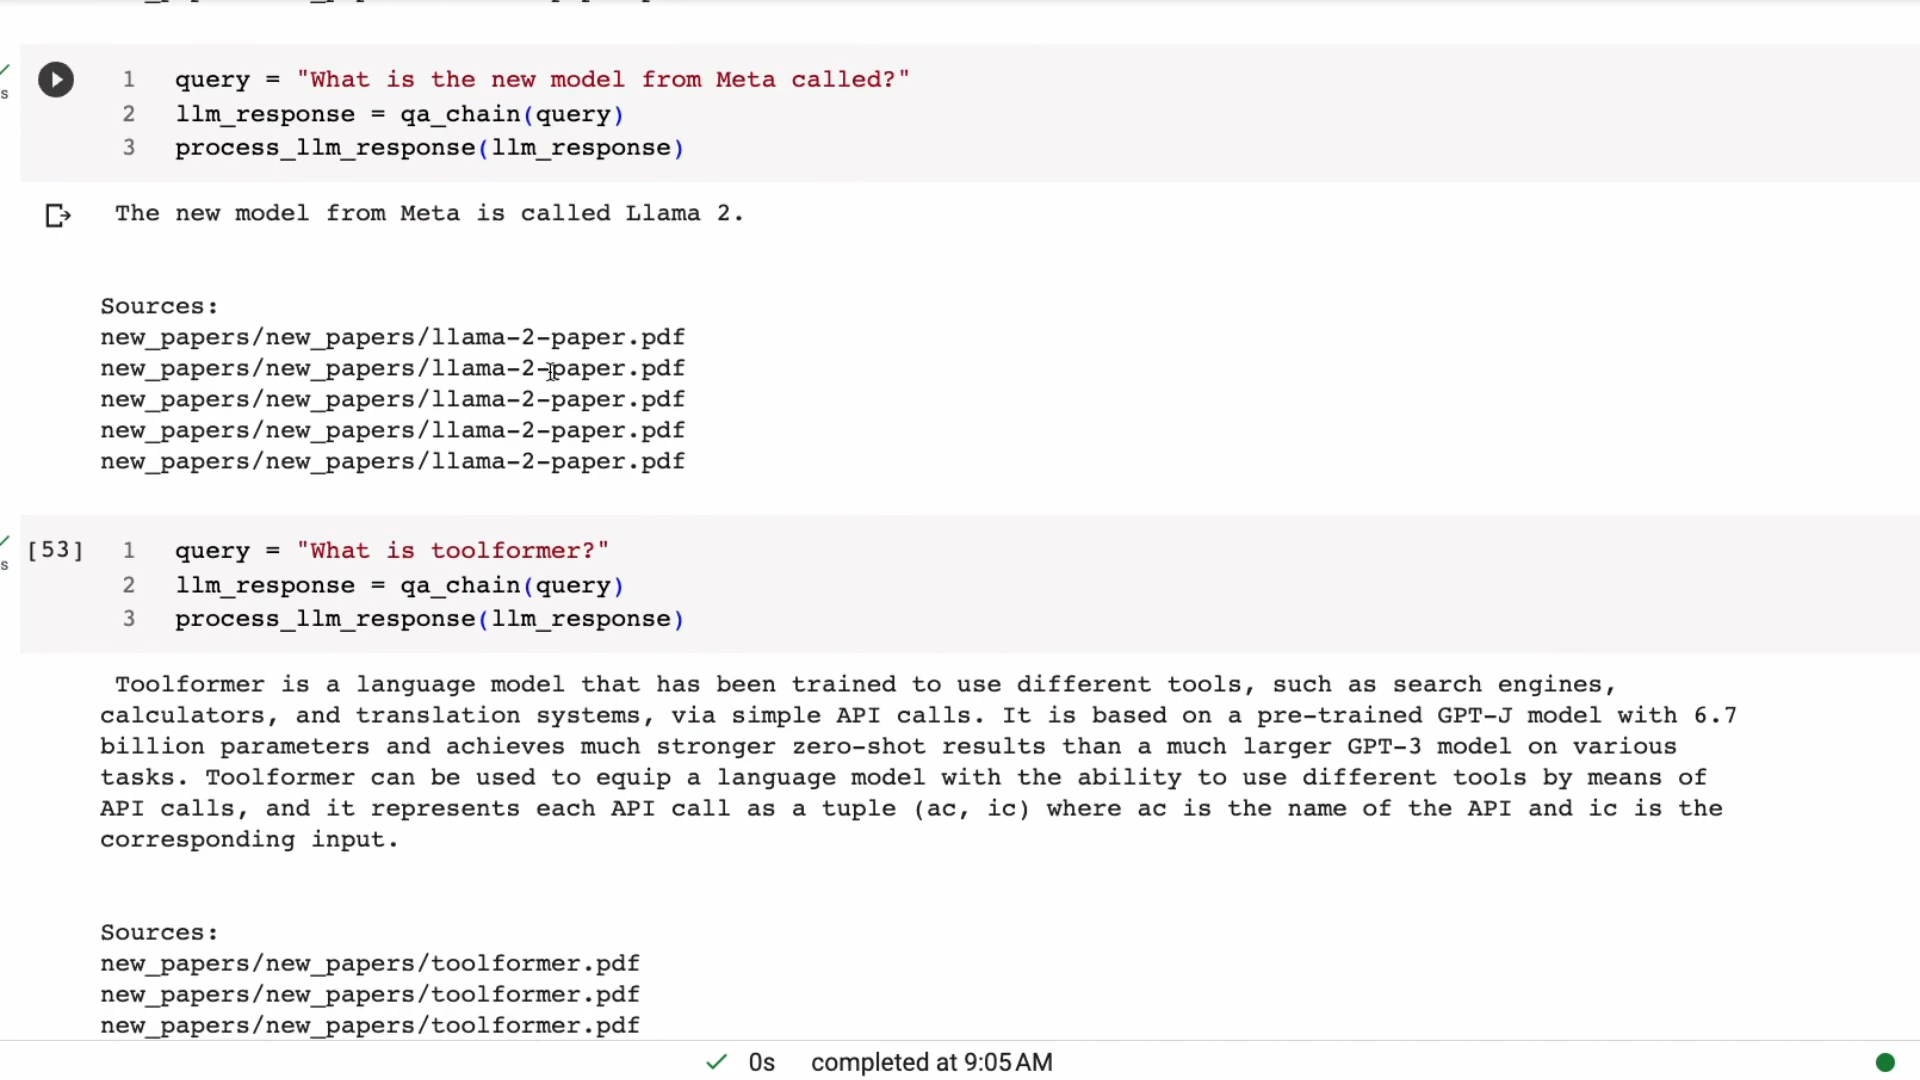 1 query = "What is the new model from Meta called?"
s
2 llm_response = qa_chain(query)
3 process_llm_response(llm_response)
The new model from Meta is called Llama 2.
Sources:
new_papers/new_papers/llama-2-paper.pdf
new_papers/new_papers/llama-2-paper.pdf
new_papers/new_papers/llama-2-paper.pdf
new_papers/new_papers/llama-2-paper.pdf
new_papers/new_papers/llama-2-paper.pdf
[53] 1 query = "What is toolformer?"
s
2 llm_response = qa_chain(query)
3 process_llm_response(llm_response)
Toolformer is a language model that has been trained to use different tools, such as search engines,
calculators, and translation systems, via simple API calls. It is based on a pre-trained GPT-J model with 6.7
billion parameters and achieves much stronger zero-shot results than a much larger GPT-3 model on various
tasks. Toolformer can be used to equip a language model with the ability to use different tools by means of
API calls, and it represents each API call as a tuple (ac, ic) where ac is the name of the API and ic is the
corresponding input.
Sources:
new_papers/new_papers/toolformer.pdf
new_papers/new_papers/toolformer.pdf
new_papers/new_papers/toolformer.pdf
0s completed at 9:05 AM